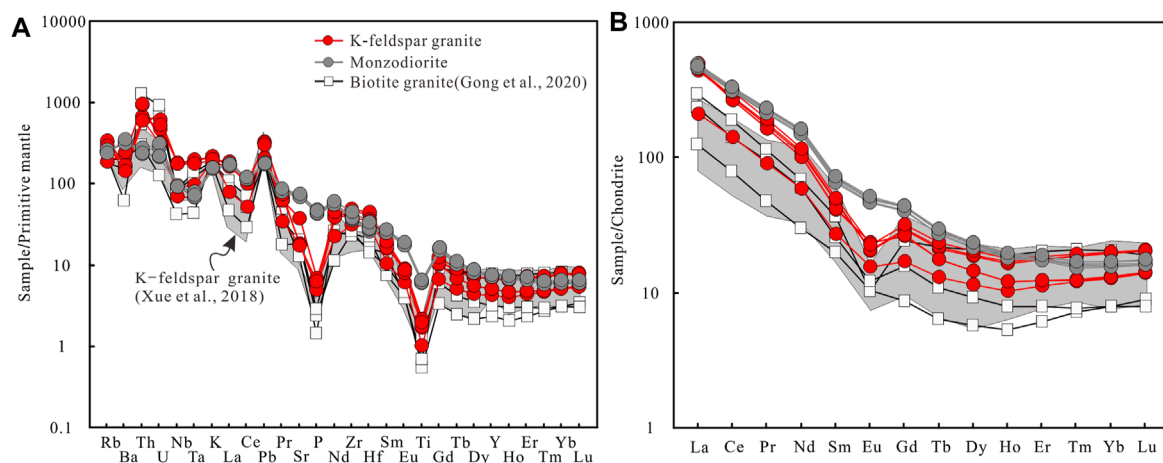 A
10000
1000
100
10
1
0.1
Sample/Primitive mantle
K-feldspar granite
Monzodiorite
Biotite granite(Gong et al., 2020)
K-feldspar granite
(Xue et al., 2018)
Rb Th Nb K Ce Pr P Zr Sm Ti Tb Y Er Yb
Ba U Ta La Pb Sr Nd Hf Eu Gd Dy Ho Tm Lu
B
1000
100
10
1
Sample/Chondrite
La Ce Pr Nd Sm Eu Gd Tb Dy Ho Er Tm Yb Lu